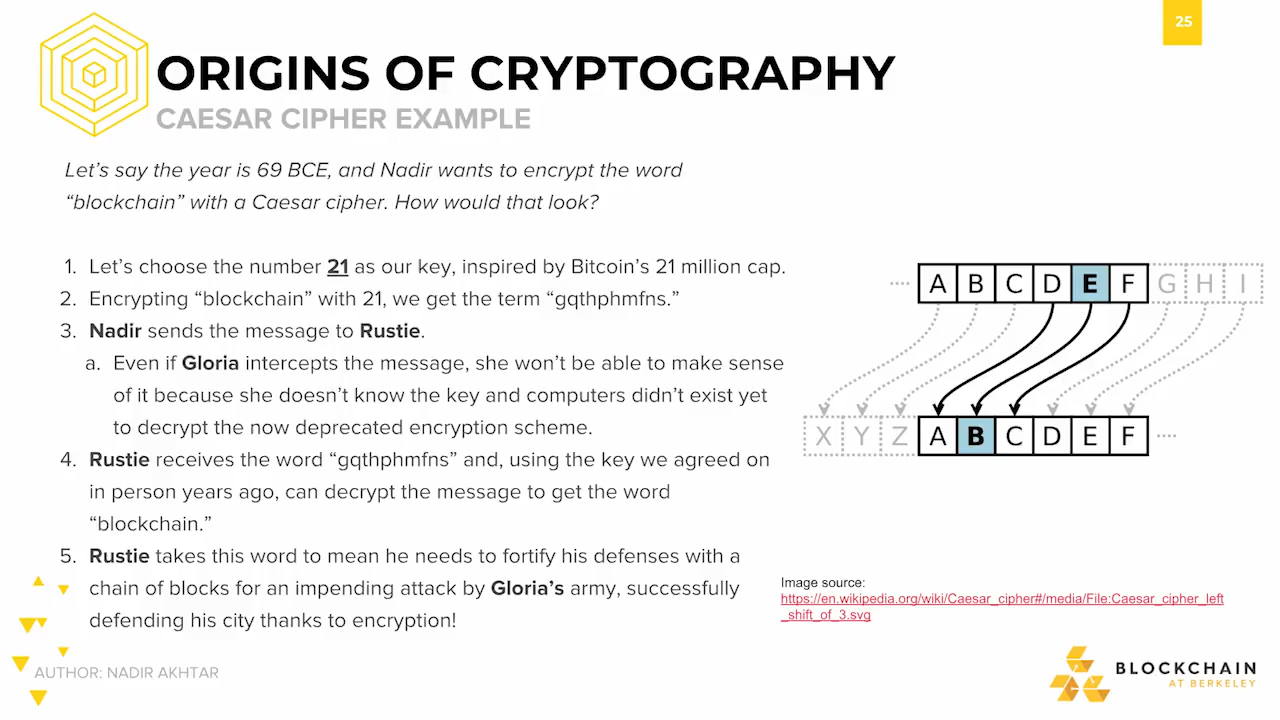 25
ORIGINS OF CRYPTOGRAPHY
CAESAR CIPHER EXAMPLE
Let’s say the year is 69 BCE, and Nadir wants to encrypt the word
“blockchain” with a Caesar cipher. How would that look?
1. Let’s choose the number 21 as our key, inspired by Bitcoin’s 21 million cap.
2. Encrypting “blockchain” with 21, we get the term “gqthphmfns.”
3. Nadir sends the message to Rustie.
a. Even if Gloria intercepts the message, she won’t be able to make sense
of it because she doesn’t know the key and computers didn’t exist yet
to decrypt the now deprecated encryption scheme.
4. Rustie receives the word “gqthphmfns” and, using the key we agreed on
in person years ago, can decrypt the message to get the word
“blockchain.”
5. Rustie takes this word to mean he needs to fortify his defenses with a
chain of blocks for an impending attack by Gloria’s army, successfully
defending his city thanks to encryption!
A B C D E F G H I
X Y Z A B C D E F
Image source:
https://en.wikipedia.org/wiki/Caesar_cipher#/media/File:Caesar_cipher_left
_shift_of_3.svg
AUTHOR: NADIR AKHTAR
BLOCKCHAIN
AT BERKELEY